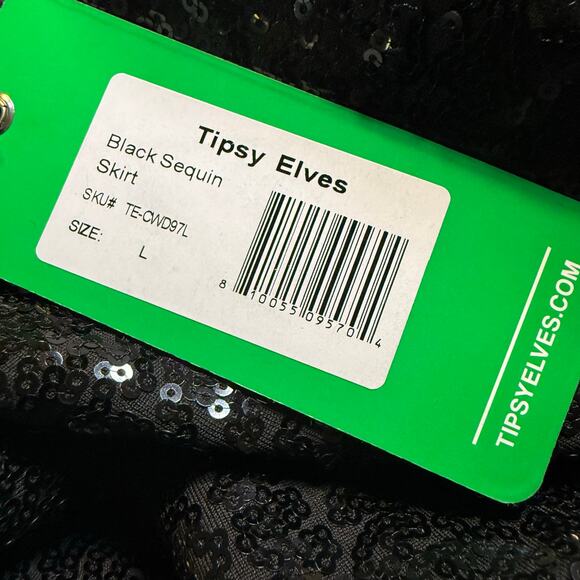 Tipsy Elves
Black Sequin
Skirt
SKU# TE-CWD97L
SIZE: L
8 10055 09570 4
TIPSYELVES.COM